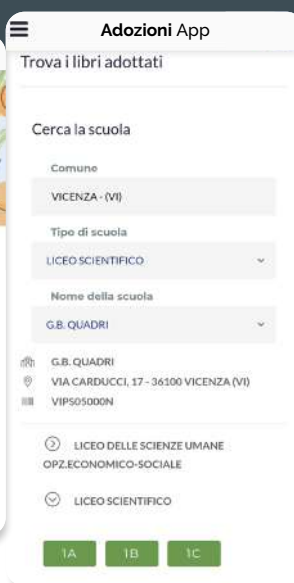 Adozioni App
Trova i libri adottati
Cerca la scuola
Comune
VICENZA - (VI)
Tipo di scuola
LICEO SCIENTIFICO
Nome della scuola
G.B. QUADRI
G.B. QUADRI
VIA CARDUCCI, 17 - 36100 VICENZA (VI)
VIPS05000N
LICEO DELLE SCIENZE UMANE
OPZ.ECONOMICO-SOCIALE
LICEO SCIENTIFICO
1A 1B 1C